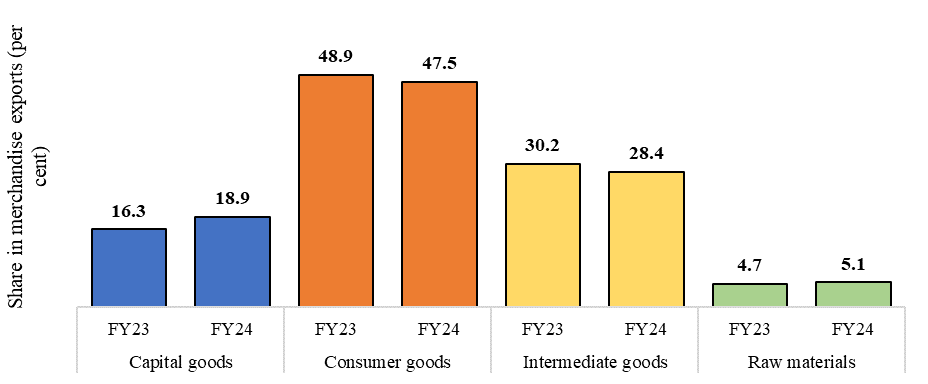 Share in merchandise exports (per
cent)
48.9
47.5
30.2
28.4
16.3
18.9
4.7
5.1
FY23 FY24 FY23 FY24 FY23 FY24 FY23 FY24
Capital goods Consumer goods Intermediate goods Raw materials